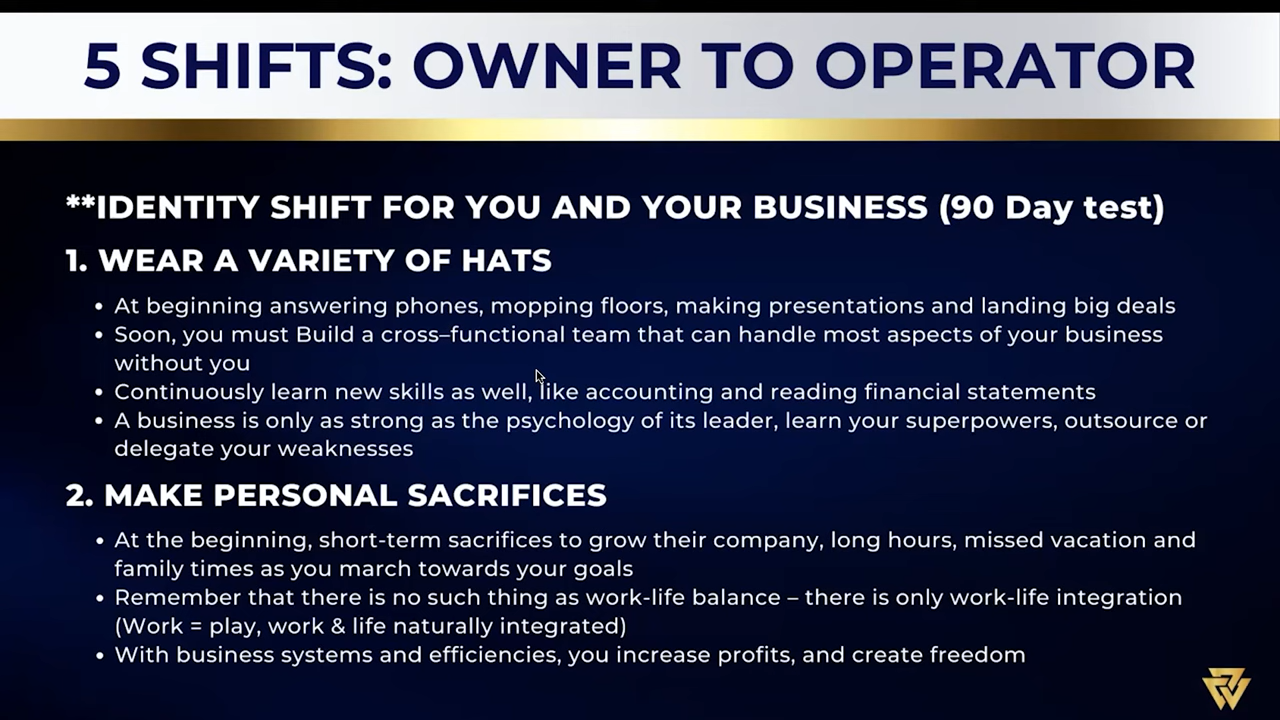 5 SHIFTS: OWNER TO OPERATOR
**IDENTITY SHIFT FOR YOU AND YOUR BUSINESS (90 Day test)
1. WEAR A VARIETY OF HATS
• At beginning answering phones, mopping floors, making presentations and landing big deals
• Soon, you must Build a cross–functional team that can handle most aspects of your business
without you
• Continuously learn new skills as well, like accounting and reading financial statements
• A business is only as strong as the psychology of its leader, learn your superpowers, outsource or
delegate your weaknesses
2. MAKE PERSONAL SACRIFICES
• At the beginning, short-term sacrifices to grow their company, long hours, missed vacation and
family times as you march towards your goals
• Remember that there is no such thing as work-life balance – there is only work-life integration
(Work = play, work & life naturally integrated)
• With business systems and efficiencies, you increase profits, and create freedom